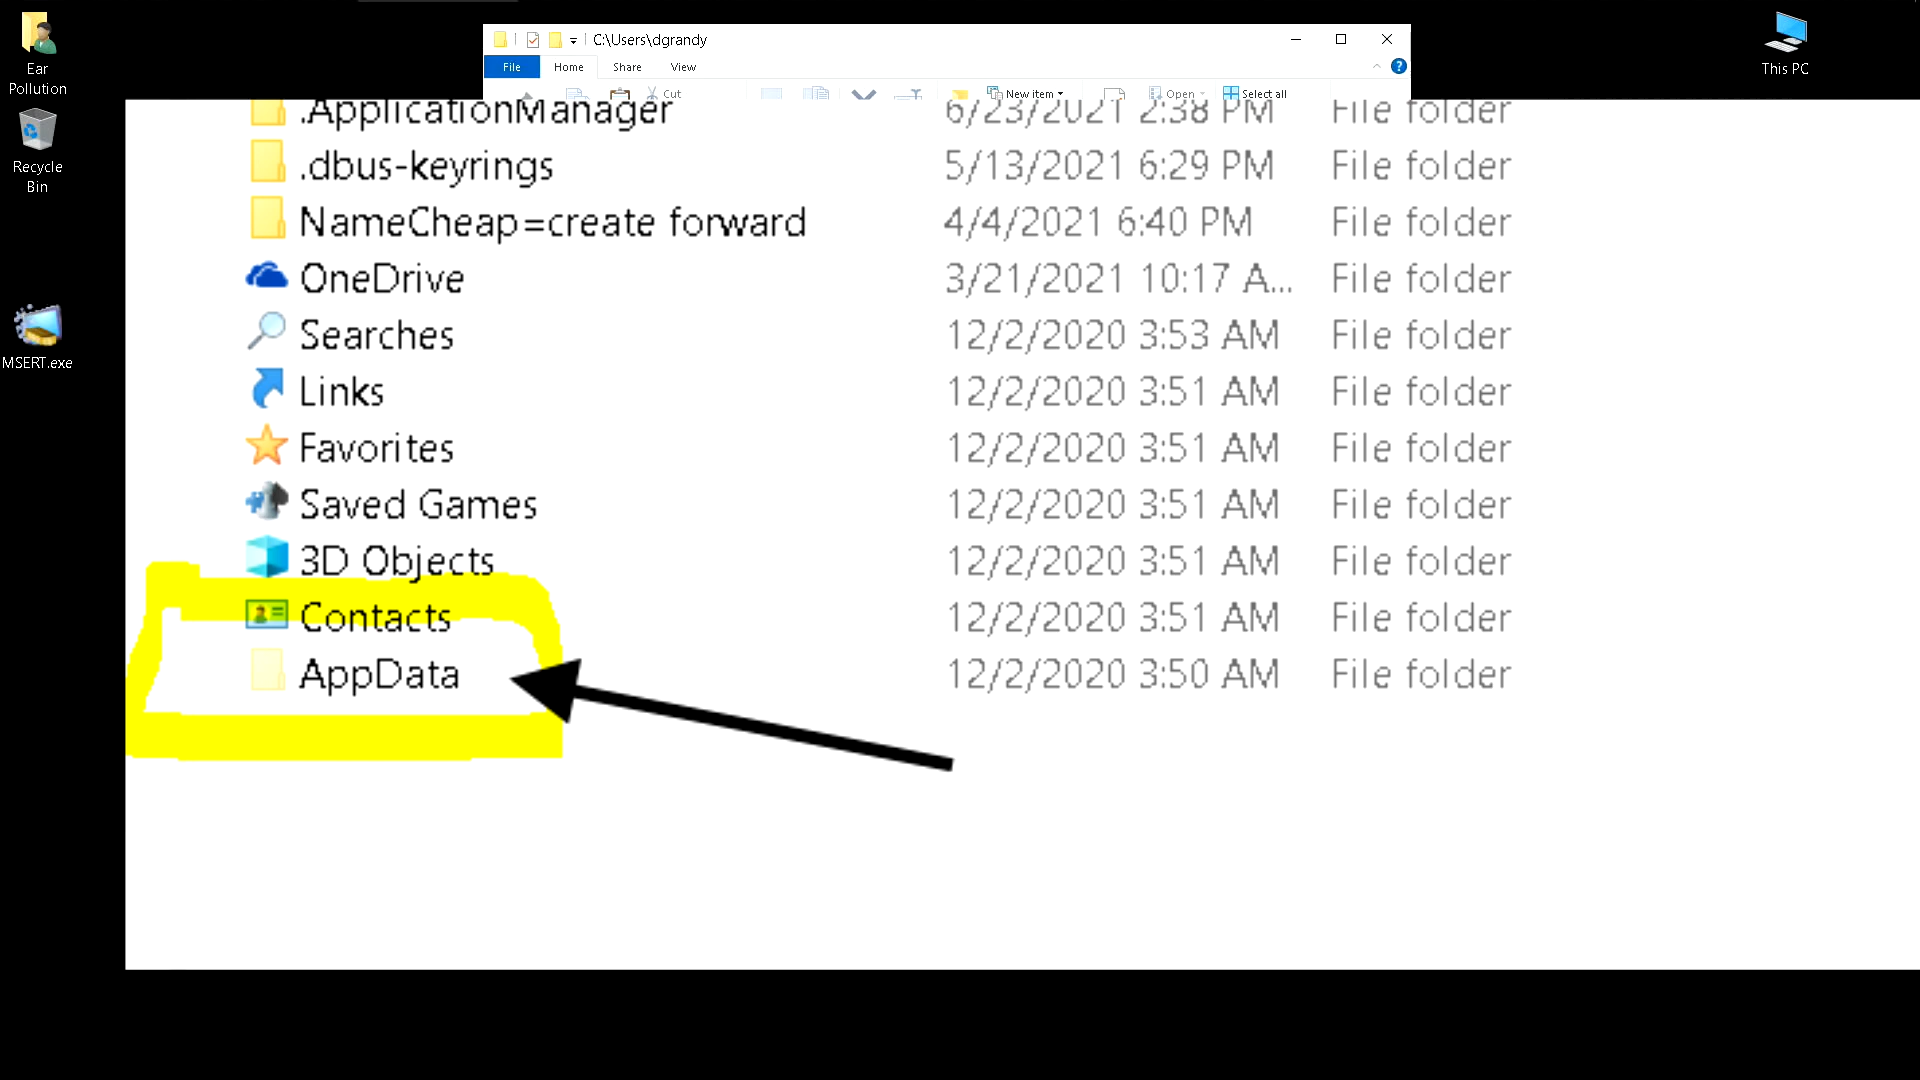 Ear
Pollution
Recycle
Bin
MSERT.exe
C:\Users\dgrandy
File Home Share View
Cut New item Open Select all
This PC
.ApplicationManager 6/23/2021 2:38 PM File folder
.dbus-keyrings 5/13/2021 6:29 PM File folder
NameCheap=create forward 4/4/2021 6:40 PM File folder
OneDrive 3/21/2021 10:17 A... File folder
Searches 12/2/2020 3:53 AM File folder
Links 12/2/2020 3:51 AM File folder
Favorites 12/2/2020 3:51 AM File folder
Saved Games 12/2/2020 3:51 AM File folder
3D Objects 12/2/2020 3:51 AM File folder
Contacts 12/2/2020 3:51 AM File folder
AppData 12/2/2020 3:50 AM File folder